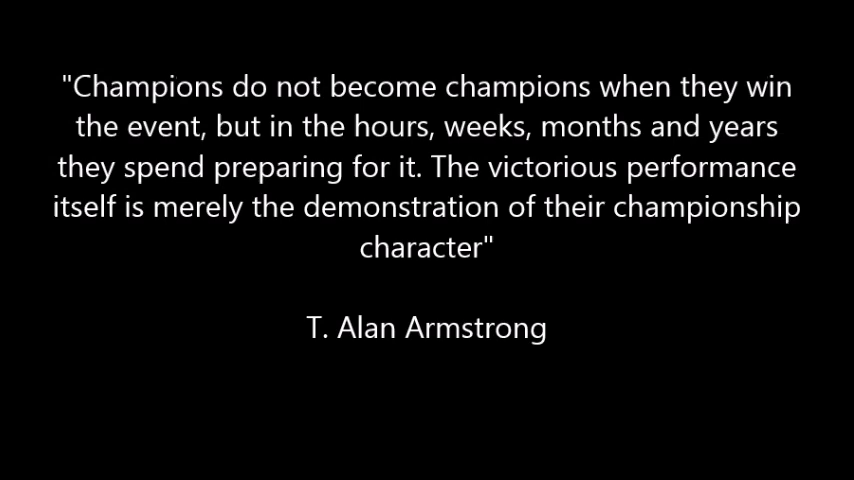 "Champions do not become champions when they win
the event, but in the hours, weeks, months and years
they spend preparing for it. The victorious performance
itself is merely the demonstration of their championship
character"
T. Alan Armstrong